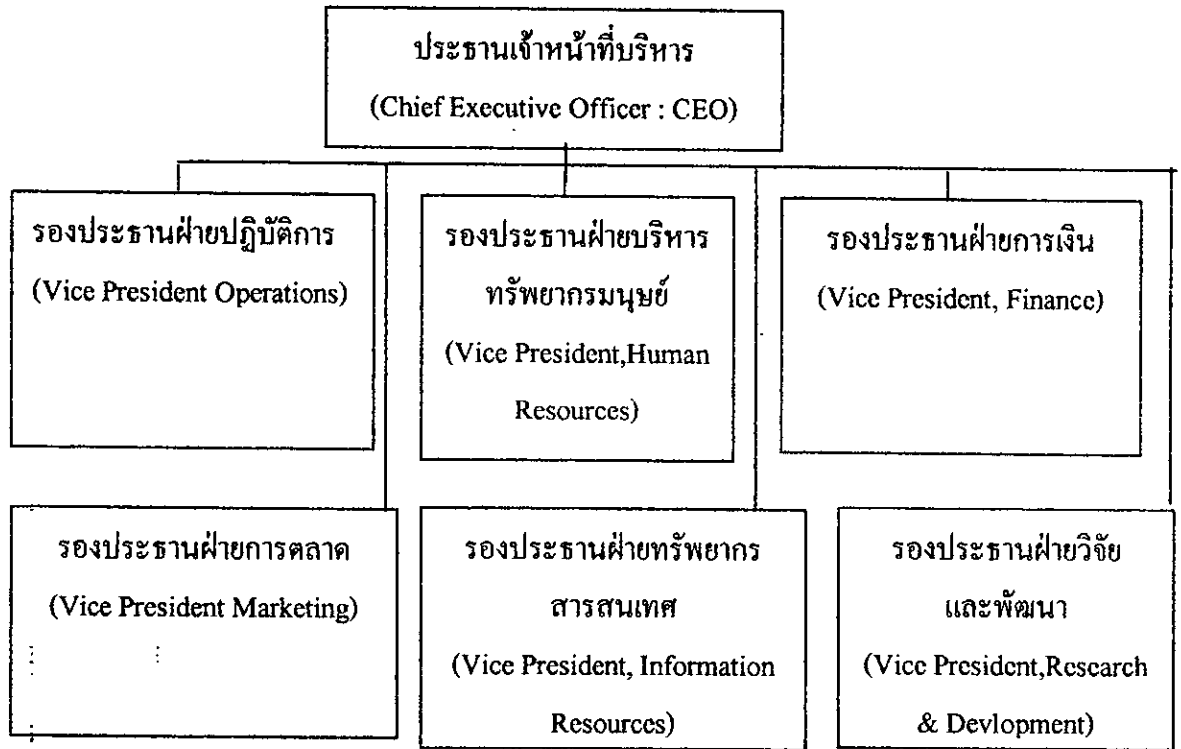 ประธานเจ้าหน้าที่บริหาร
(Chief Executive Officer : CEO)
รองประธานฝ่ายปฏิบัติการ
(Vice President Operations)
รองประธานฝ่ายบริหาร
ทรัพยากรมนุษย์
(Vice President,Human
Resources)
รองประธานฝ่ายการเงิน
(Vice President, Finance)
รองประธานฝ่ายการตลาด
(Vice President Marketing)
รองประธานฝ่ายทรัพยากร
สารสนเทศ
(Vice President, Information
Resources)
รองประธานฝ่ายวิจัย
และพัฒนา
(Vice President,Research
& Devlopment)